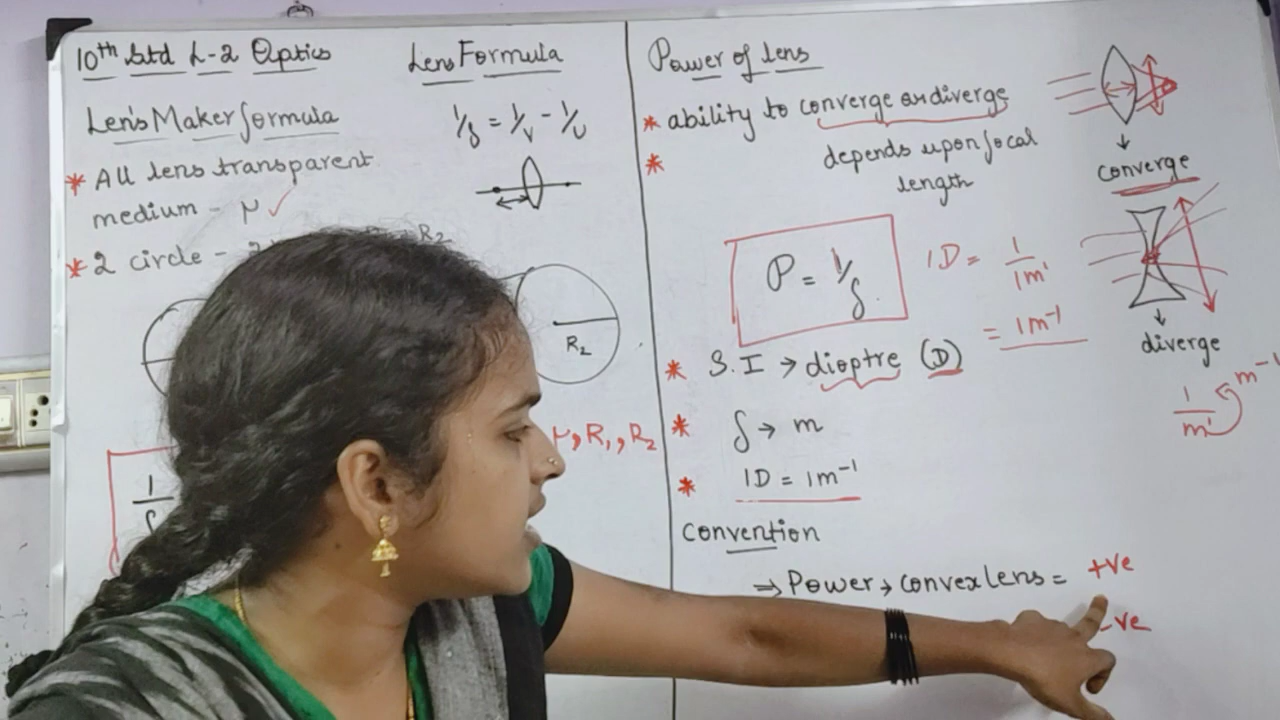 10th Std L-2 Optics
Lens Formula
Len's Maker formula
1/f = 1/v - 1/u
* All lens transparent
medium - μ ✓
* 2 circle -
R2
R2
μ, R1, R2
1
f
Power of lens
* ability to converge or diverge
*
depends upon focal
length
P = 1/f
1D = 1/1m
= 1m-1
* S.I → dioptre (D)
* f → m
* 1D = 1m-1
Convention
⇒ Power → convex lens = +ve
-ve
converge
diverge
1/m m-1